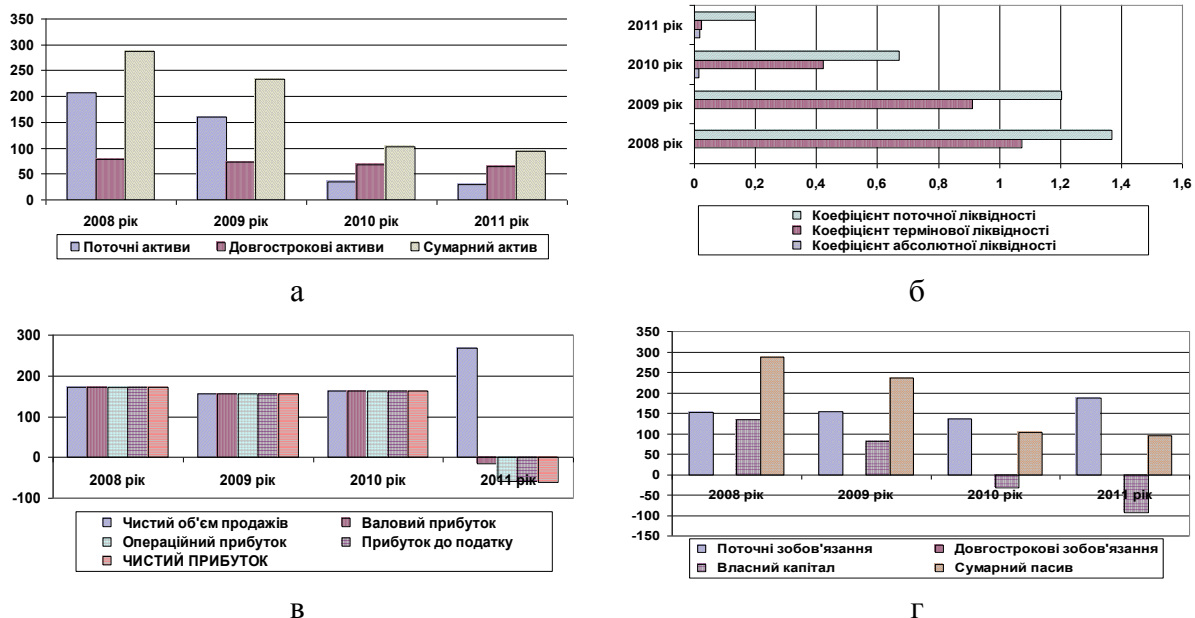 350
300
250
200
150
100
50
0
2008 рік 2009 рік 2010 рік 2011 рік
Поточні активи Довгострокові активи Сумарний актив
а
2011 рік
2010 рік
2009 рік
2008 рік
0 0,2 0,4 0,6 0,8 1 1,2 1,4 1,6
Коефіцієнт поточної ліквідності
Коефіцієнт термінової ліквідності
Коефіцієнт абсолютної ліквідності
б
300
200
100
0
-100
2008 рік 2009 рік 2010 рік 2011 рік
Чистий об'єм продажів Валовий прибуток
Операційний прибуток Прибуток до податку
ЧИСТИЙ ПРИБУТОК
в
350
300
250
200
150
100
50
0
-50
-100
-150
2008 рік 2009 рік 2010 рік 2011 рік
Поточні зобов'язання Довгострокові зобов'язання
Власний капітал Сумарний пасив
г